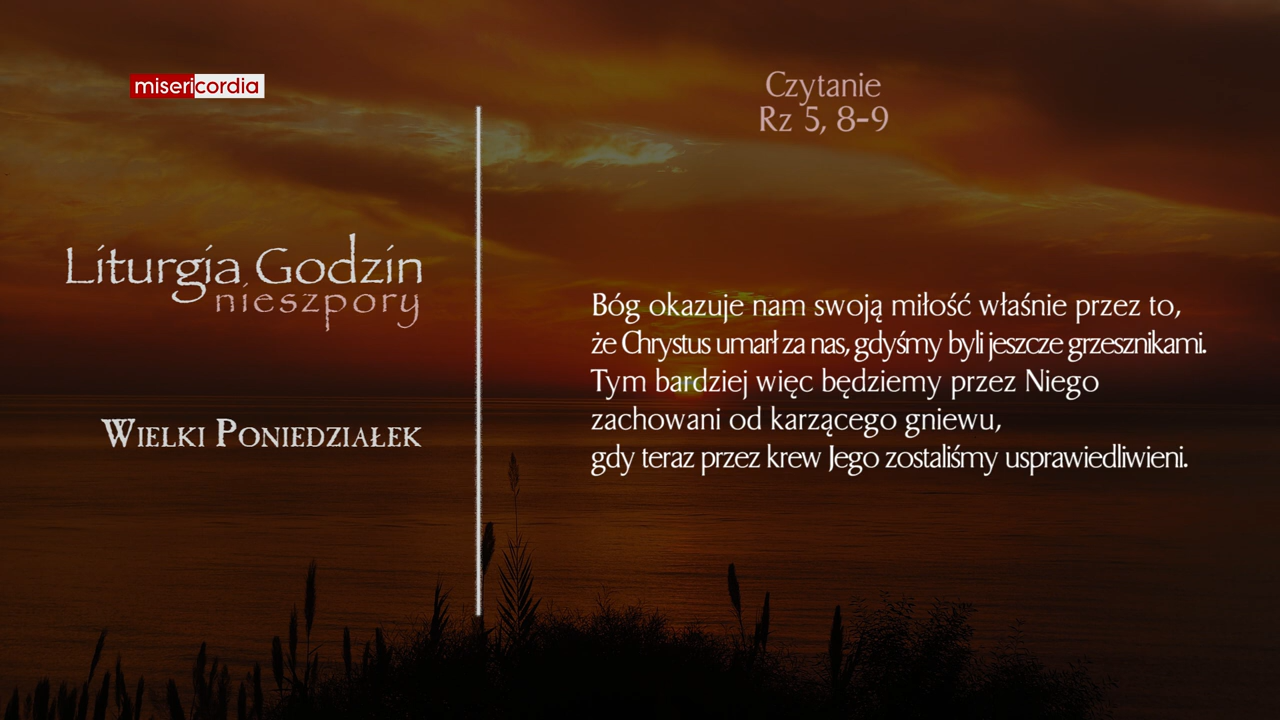 misericordia
Liturgia Godzin
nieszpory
Wielki Poniedziałek
Czytanie
Rz 5, 8-9
Bóg okazuje nam swoją miłość właśnie przez to,
że Chrystus umarł za nas, gdyśmy byli jeszcze grzesznikami.
Tym bardziej więc będziemy przez Niego
zachowani od karzącego gniewu,
gdy teraz przez krew Jego zostaliśmy usprawiedliwieni.